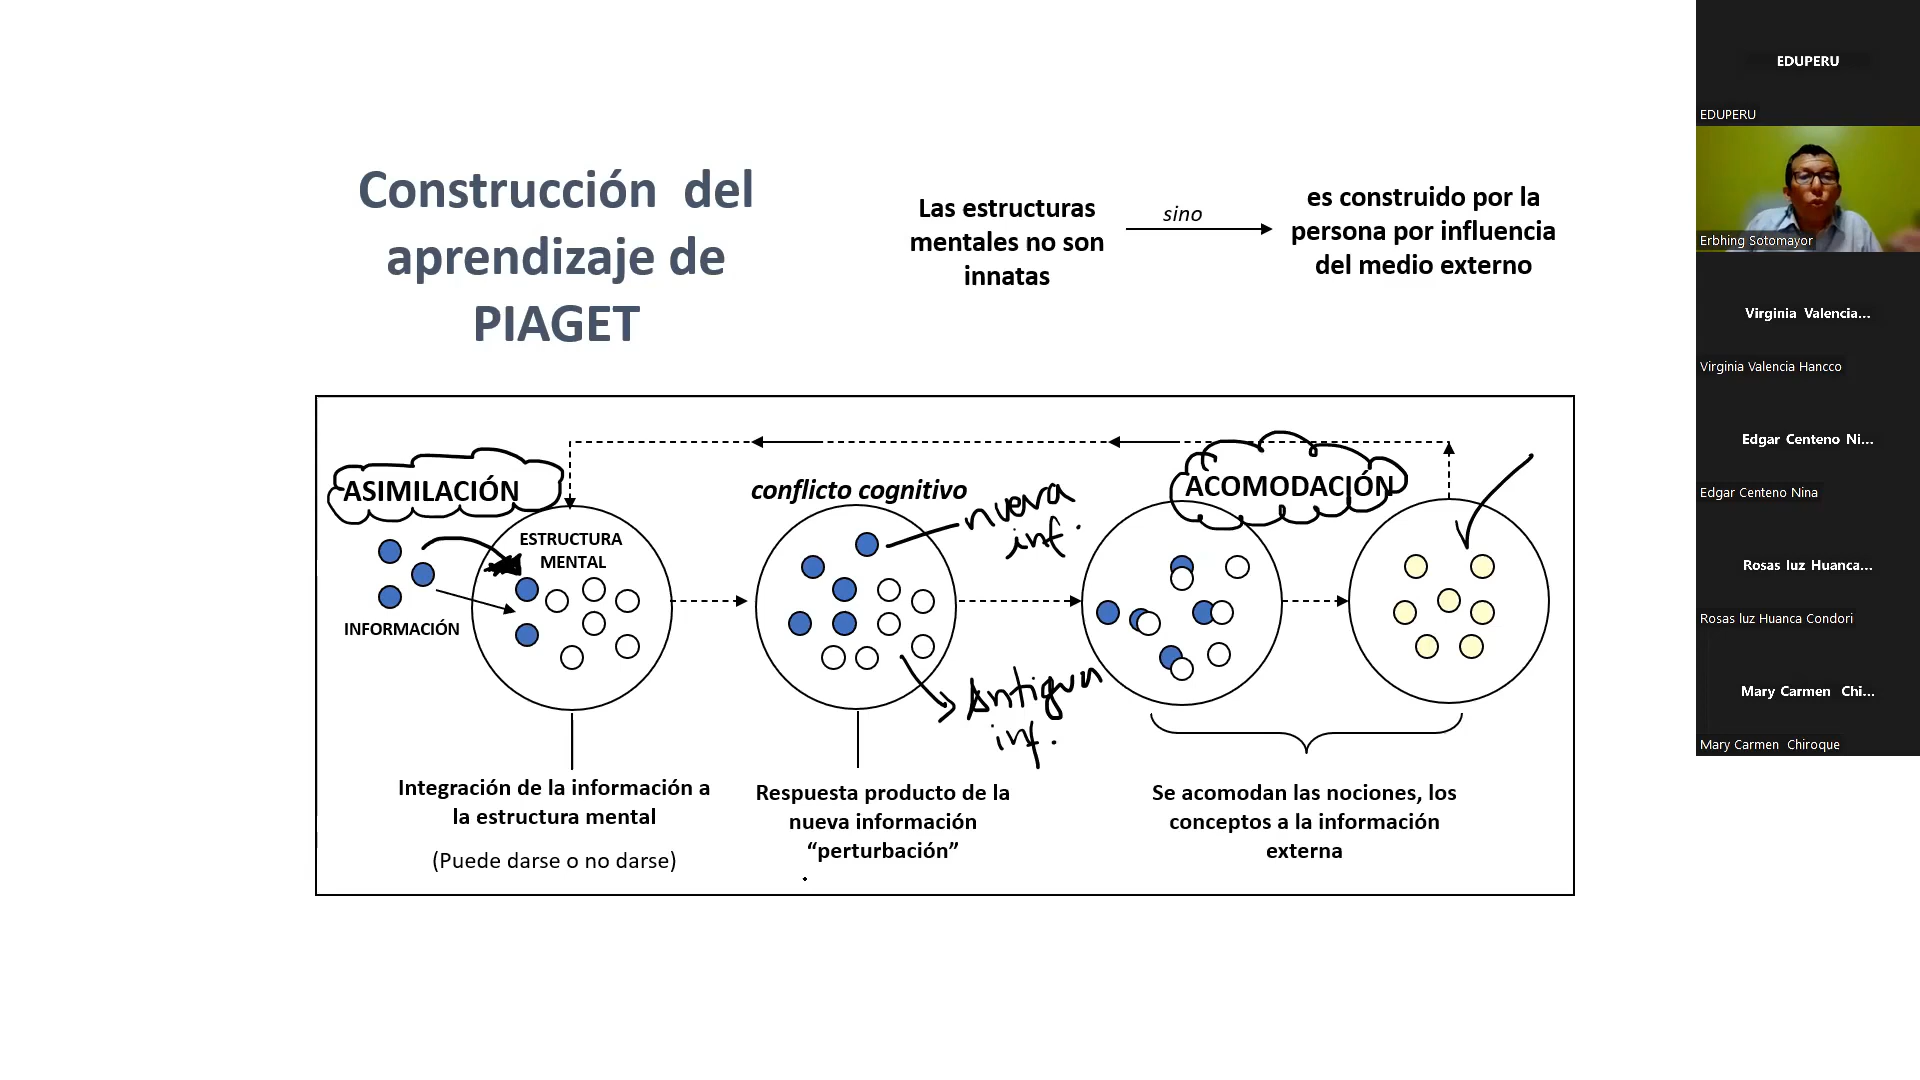 Construcción del
aprendizaje de
PIAGET
Las estructuras
mentales no son
innatas
sino
es construido por la
persona por influencia
del medio externo
ASIMILACIÓN
INFORMACIÓN
ESTRUCTURA
MENTAL
conflicto cognitivo
nueva
inf.
Antigua
inf.
ACOMODACIÓN
Integración de la información a
la estructura mental
(Puede darse o no darse)
Respuesta producto de la
nueva información
“perturbación”
Se acomodan las nociones, los
conceptos a la información
externa
EDUPERU
EDUPERU
Erbhing Sotomayor
Virginia Valencia...
Virginia Valencia Hancco
Edgar Centeno Ni...
Edgar Centeno Nina
Rosas luz Huanca...
Rosas luz Huanca Condori
Mary Carmen Chi...
Mary Carmen Chiroque